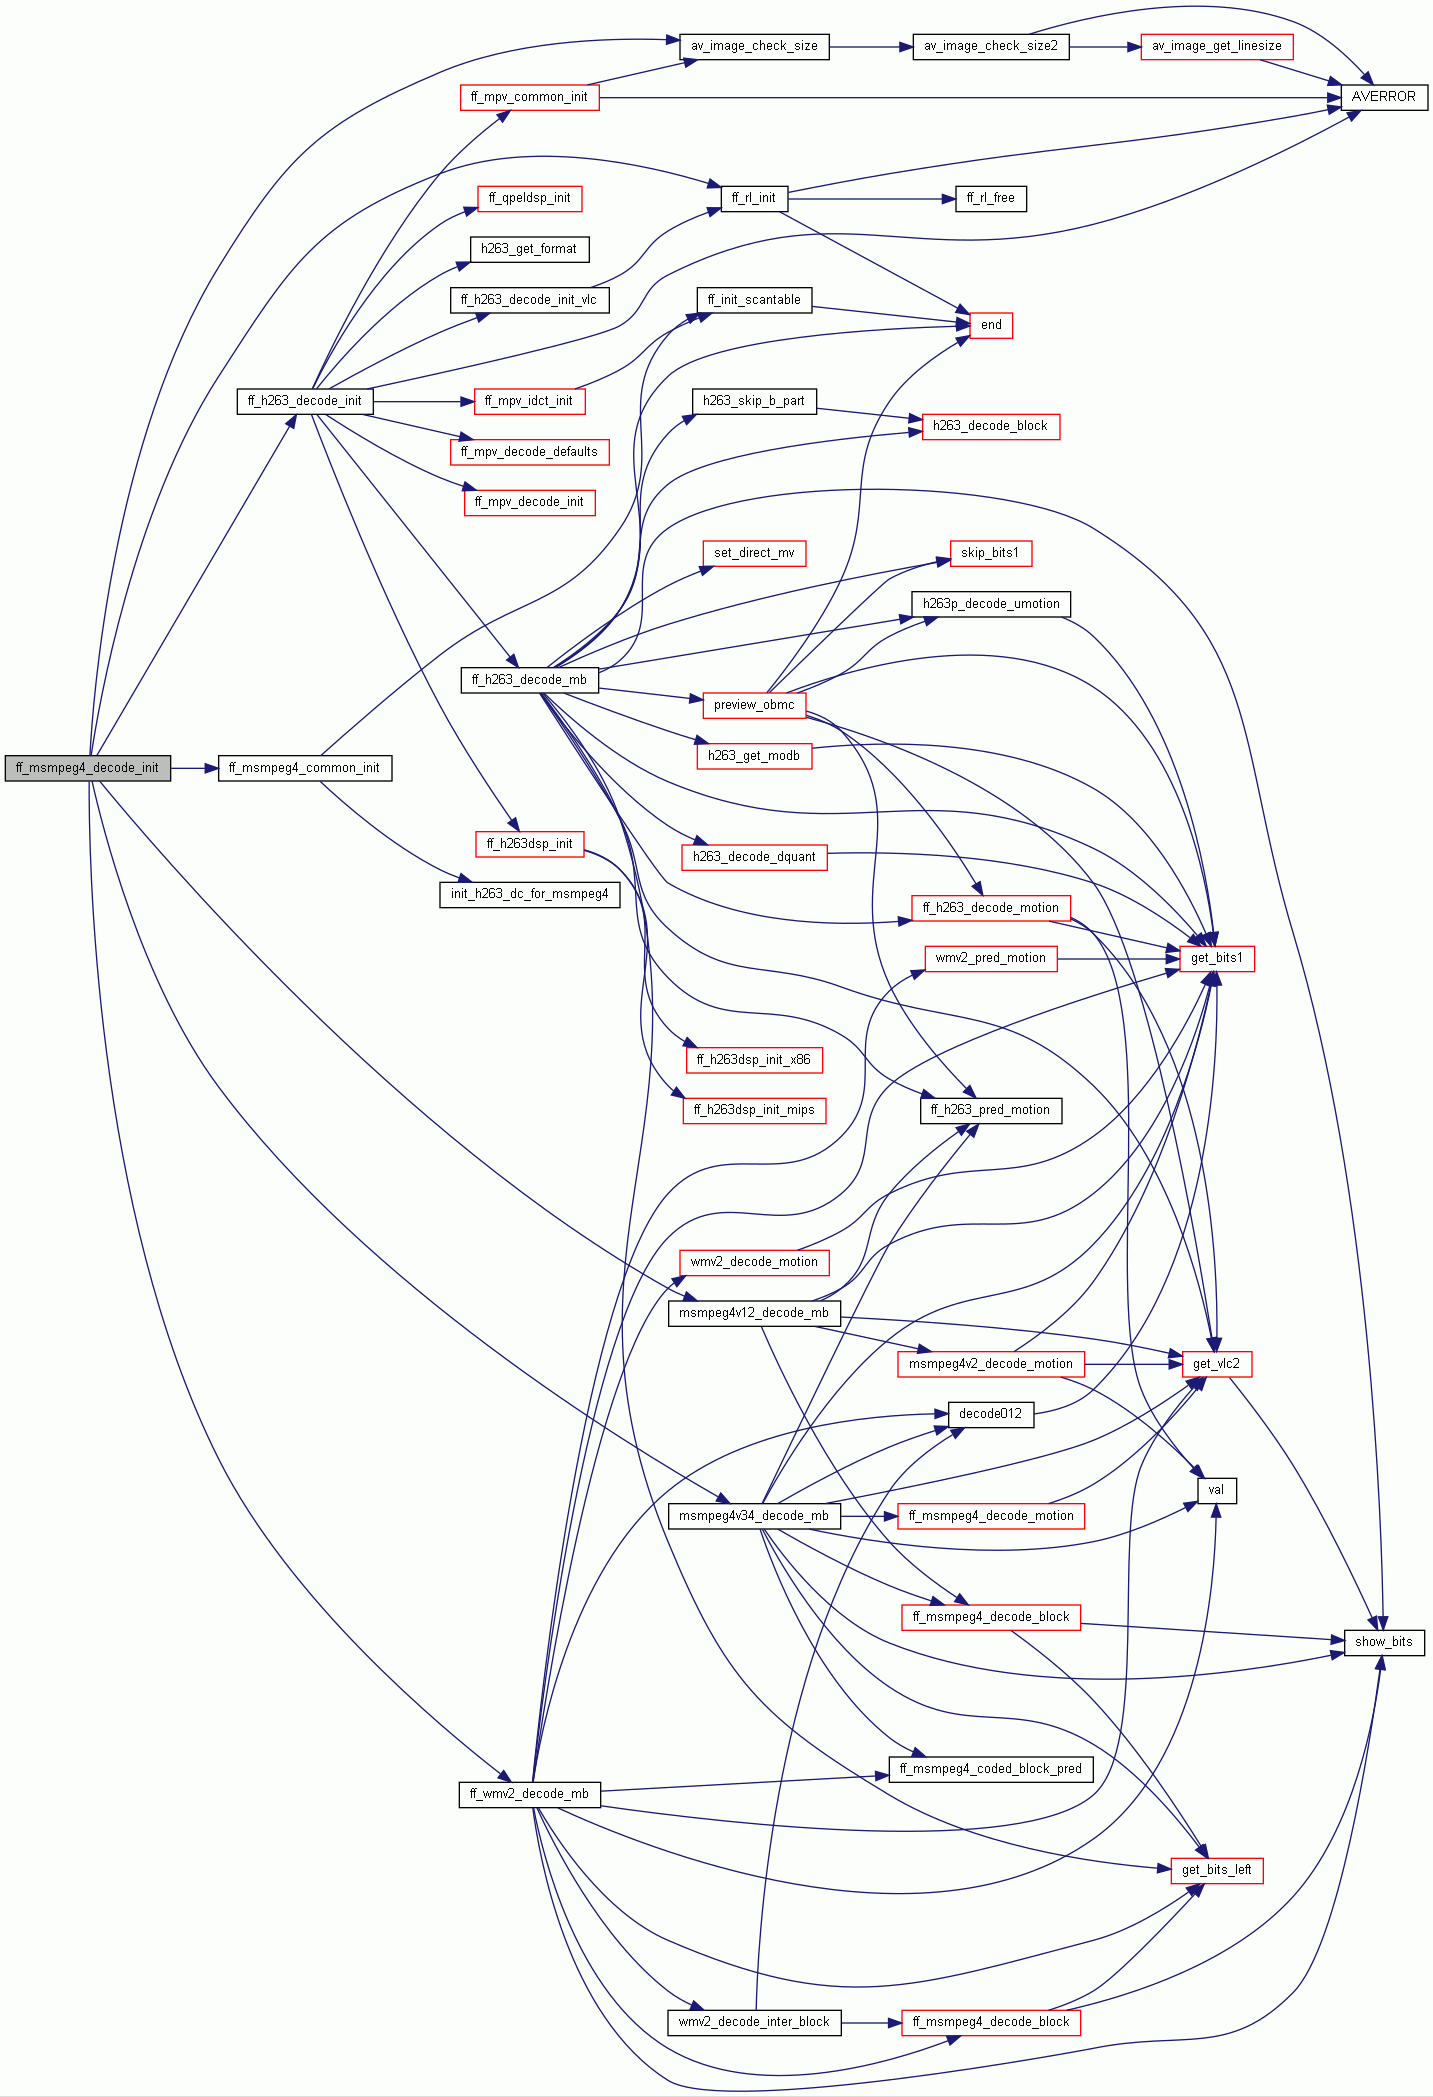 av_image_check_size
av_image_check_size2
av_image_get_linesize
ff_mpv_common_init
AVERROR
ff_qpeldsp_init
ff_rl_init
ff_rl_free
h263_get_format
ff_h263_decode_init_vlc
ff_init_scantable
end
ff_h263_decode_init
ff_mpv_idct_init
h263_skip_b_part
h263_decode_block
ff_mpv_decode_defaults
ff_mpv_decode_init
set_direct_mv
skip_bits1
h263p_decode_umotion
ff_h263_decode_mb
preview_obmc
h263_get_modb
ff_msmpeg4_decode_init
ff_msmpeg4_common_init
ff_h263dsp_init
h263_decode_dquant
init_h263_dc_for_msmpeg4
ff_h263_decode_motion
wmv2_pred_motion
get_bits1
ff_h263dsp_init_x86
ff_h263dsp_init_mips
ff_h263_pred_motion
wmv2_decode_motion
msmpeg4v12_decode_mb
msmpeg4v2_decode_motion
get_vlc2
decode012
val
msmpeg4v34_decode_mb
ff_msmpeg4_decode_motion
ff_msmpeg4_decode_block
show_bits
ff_msmpeg4_coded_block_pred
ff_wmv2_decode_mb
get_bits_left
wmv2_decode_inter_block
ff_msmpeg4_decode_block